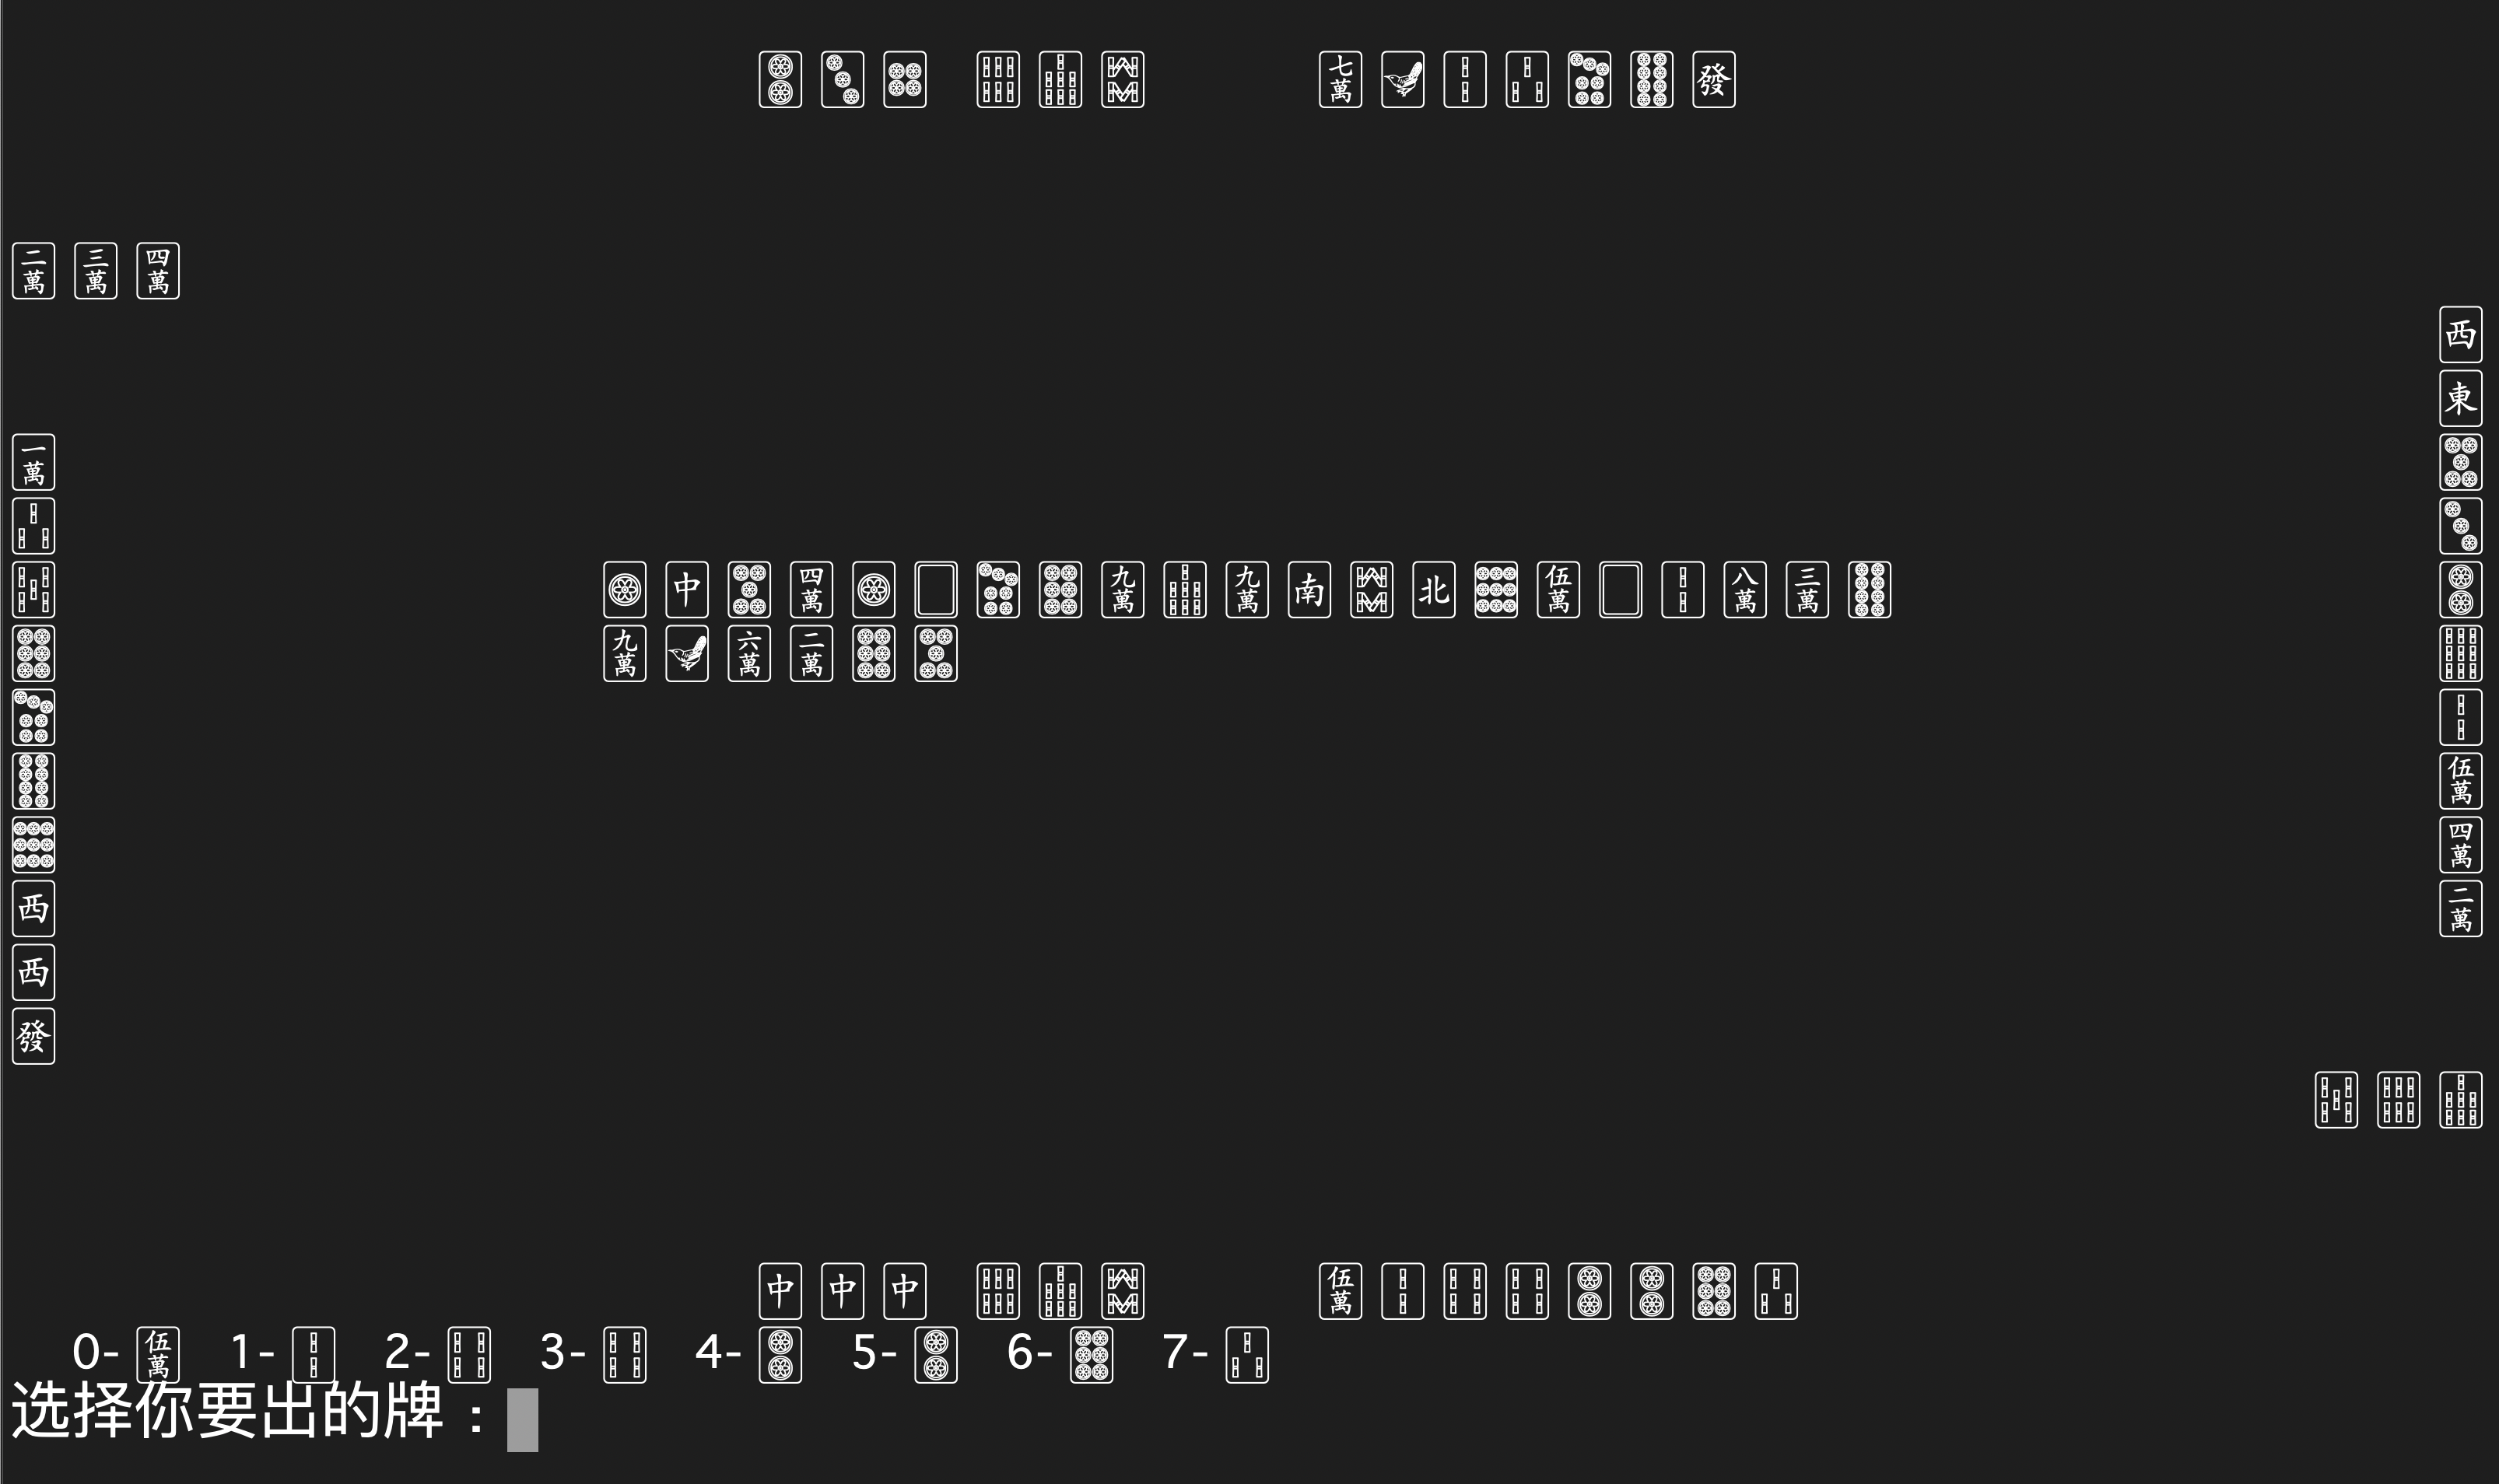 七萬 發
二萬 三萬 四萬
西
東
一萬
中 四萬 九萬 九萬 南 北 伍萬 八萬 三萬
九萬 六萬 二萬
伍萬
四萬
西 二萬
西
發
中 中 中 伍萬
0- 伍萬 1- 2- 3- 4- 5- 6- 7-
选择你要出的牌：